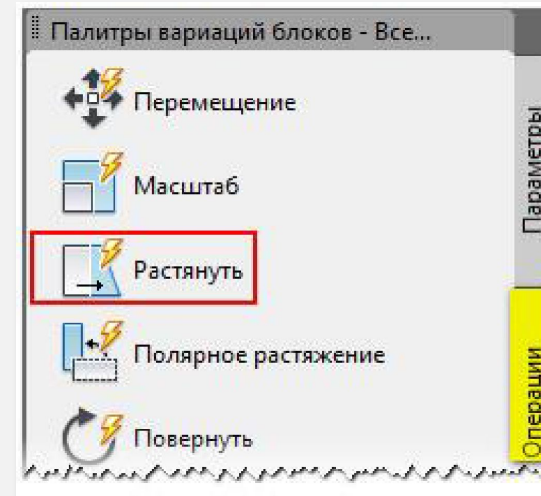 Палитры вариаций блоков - Все...
Перемещение
Масштаб
Растянуть
Полярное растяжение
Повернуть
Параметры
Операции